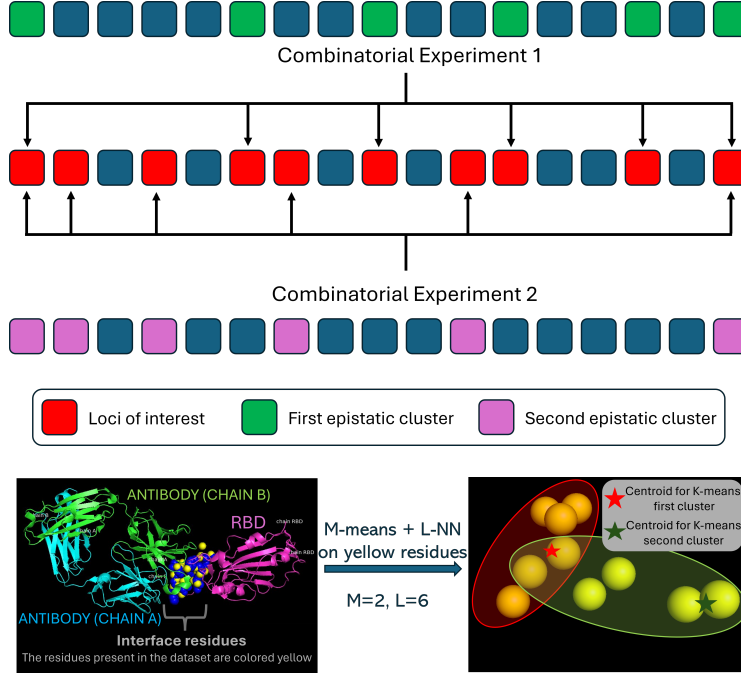 Combinatorial Experiment 1
Combinatorial Experiment 2
Loci of interest
First epistatic cluster
Second epistatic cluster
ANTIBODY (CHAIN B)
RBD
chain RBD
ANTIBODY (CHAIN A)
Interface residues
The residues present in the dataset are colored yellow
M-means + L-NN
on yellow residues
M=2, L=6
Centroid for K-means
first cluster
Centroid for K-means
second cluster